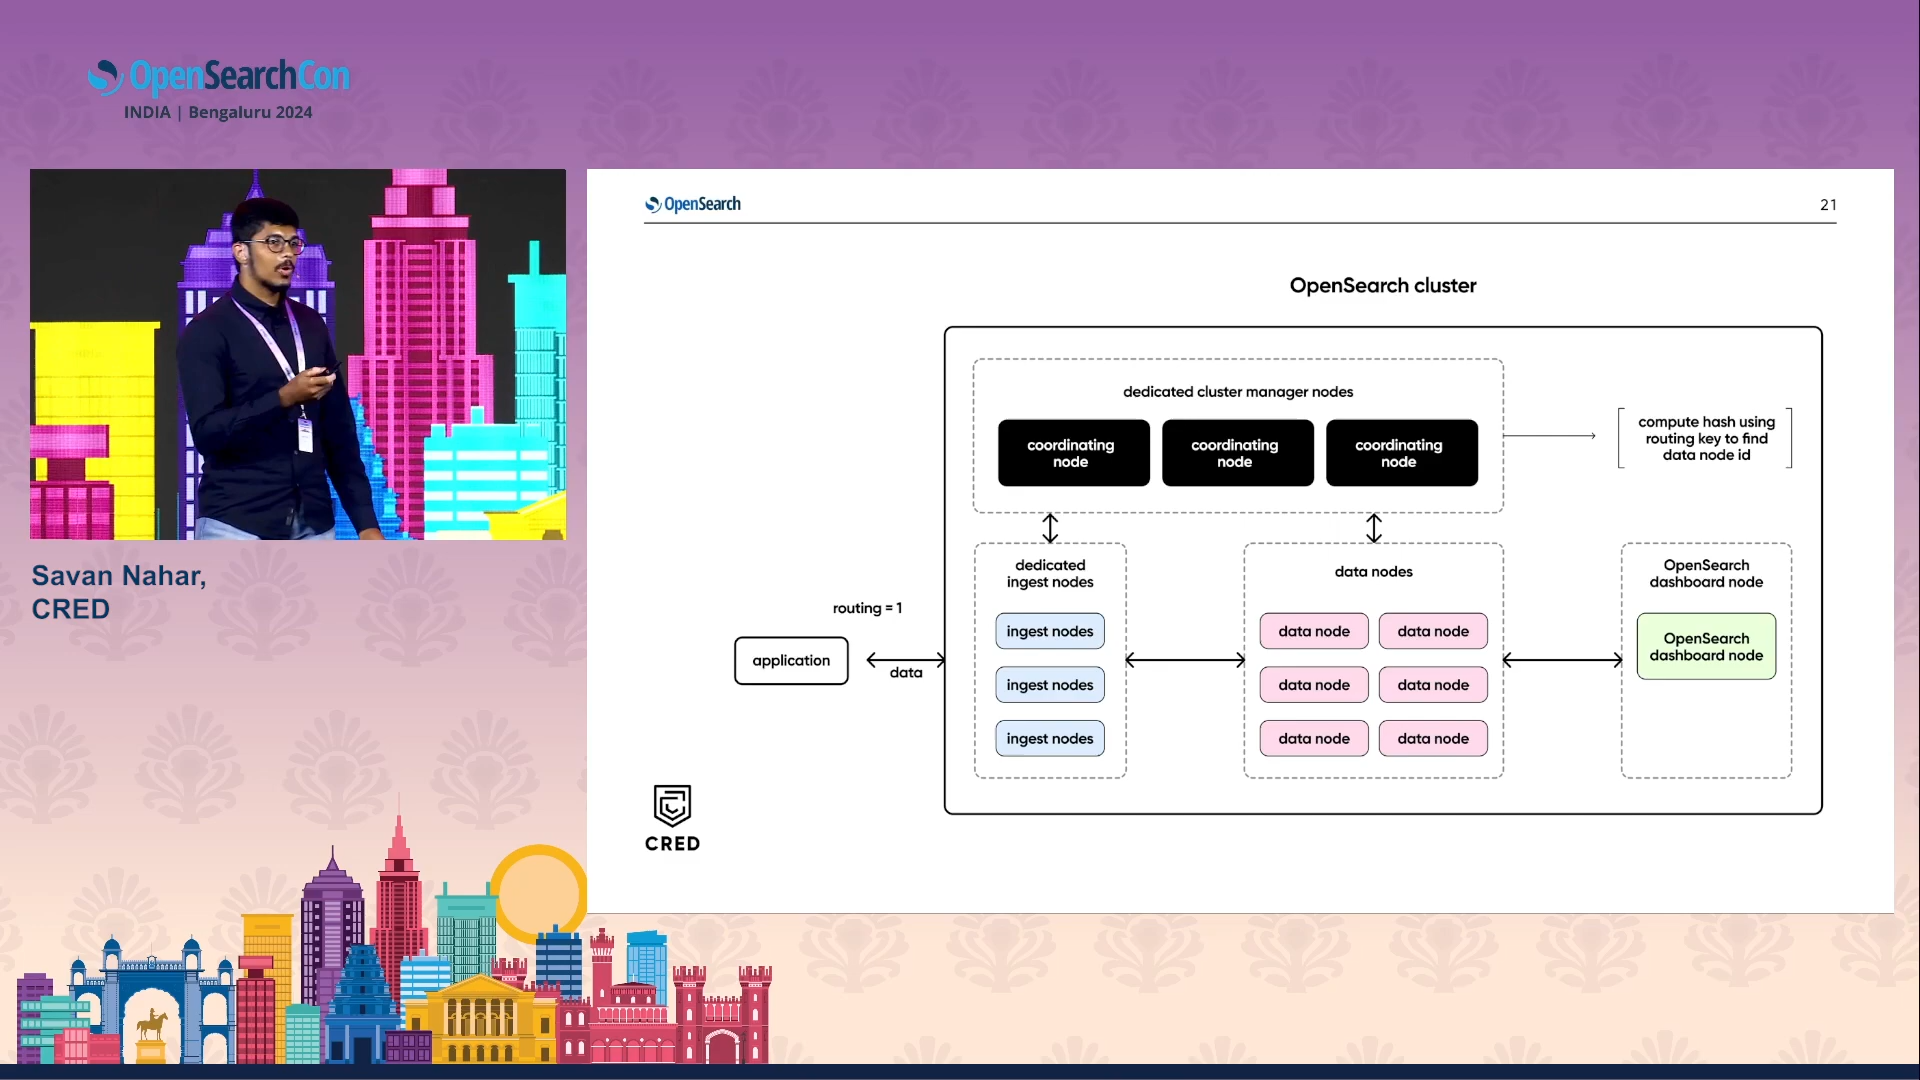 OpenSearchCon
INDIA | Bengaluru 2024
Savan Nahar,
CRED
OpenSearch
21
OpenSearch cluster
dedicated cluster manager nodes
coordinating
node
coordinating
node
coordinating
node
compute hash using
routing key to find
data node id
routing = 1
application
data
dedicated
ingest nodes
ingest nodes
ingest nodes
ingest nodes
data nodes
data node
data node
data node
data node
data node
data node
OpenSearch
dashboard node
OpenSearch
dashboard node
CRED